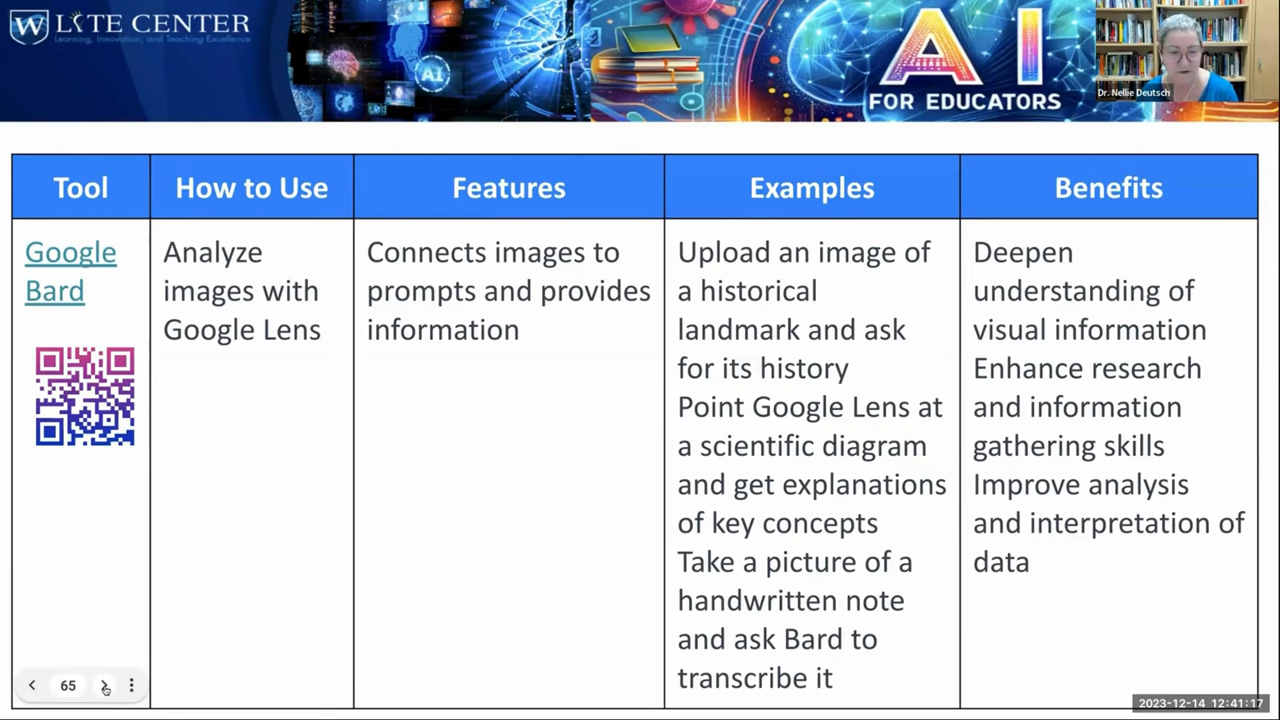 W LITE CENTER
Learning, Innovation, and Teaching Excellence
AI
AI
FOR EDUCATORS
Dr. Nellie Deutsch
Tool
How to Use
Features
Examples
Benefits
Google
Bard
Analyze
images with
Google Lens
Connects images to
prompts and provides
information
Upload an image of
a historical
landmark and ask
for its history
Point Google Lens at
a scientific diagram
and get explanations
of key concepts
Take a picture of a
handwritten note
and ask Bard to
transcribe it
Deepen
understanding of
visual information
Enhance research
and information
gathering skills
Improve analysis
and interpretation of
data
65
2023-12-14 12:41:17